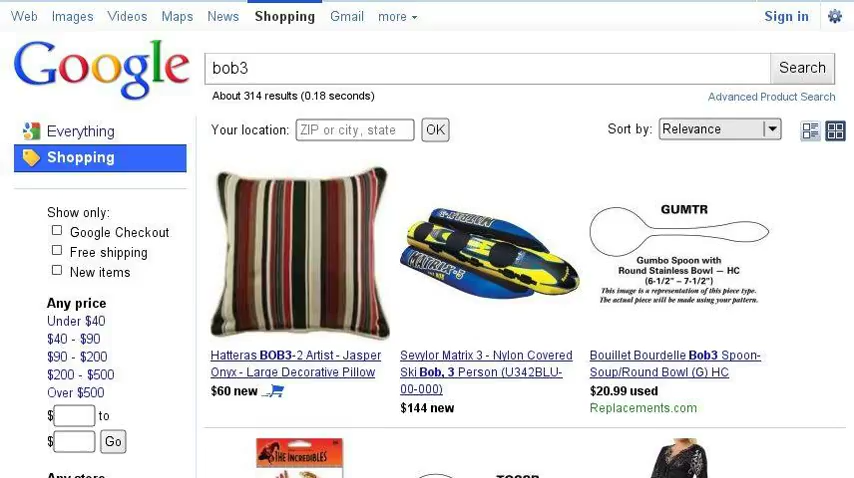 Web Images Videos Maps News Shopping Gmail more Sign in
Google
bob3 Search
About 314 results (0.18 seconds) Advanced Product Search
Everything
Shopping
Your location: ZIP or city, state OK Sort by: Relevance
Show only:
Google Checkout
Free shipping
New items
Any price
Under $40
$40 - $90
$90 - $200
$200 - $500
Over $500
$ to
$ Go
MATRIX-3
GUMTR
Gumbo Spoon with
Round Stainless Bowl — HC
(6-1/2" – 7-1/2")
This image is a representation of this piece type.
The actual piece will be made using your pattern.
Hatteras BOB3-2 Artist - Jasper
Onyx - Large Decorative Pillow
$60 new
Sevylor Matrix 3 - Nylon Covered
Ski Bob, 3 Person (U342BLU-
00-000)
$144 new
Bouillet Bourdelle Bob3 Spoon-
Soup/Round Bowl (G) HC
$20.99 used
Replacements.com
THE INCREDIBLES